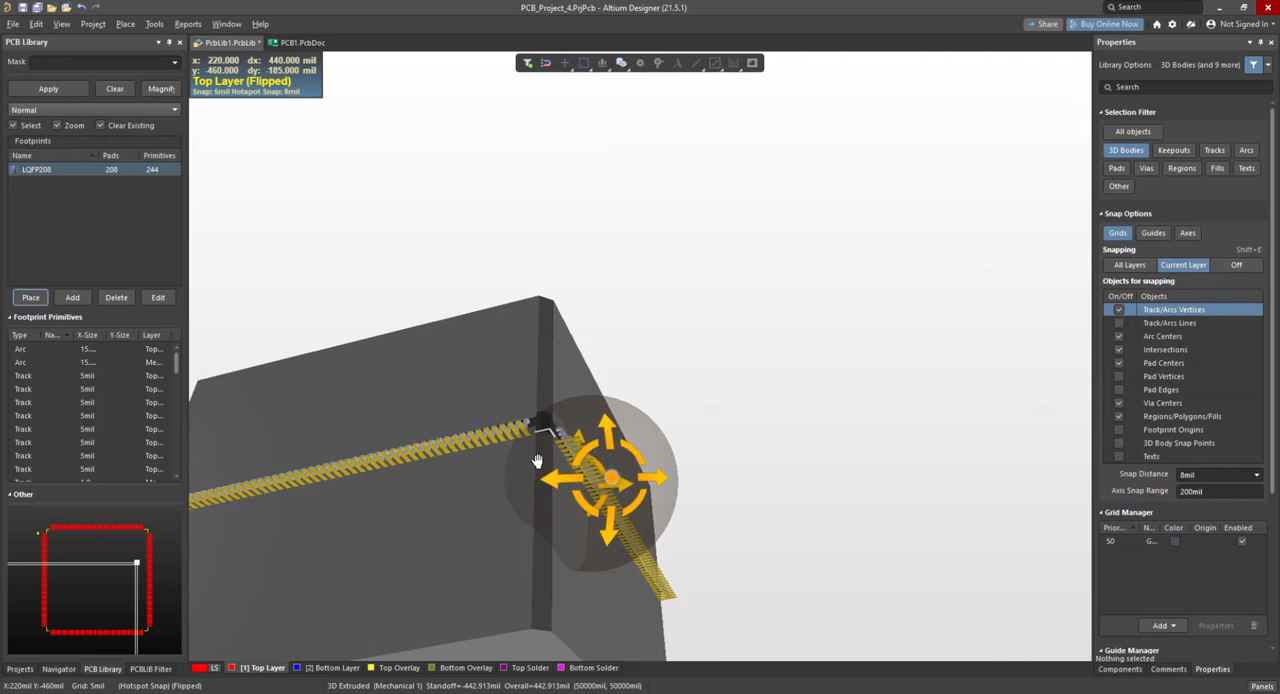 PCB_Project_4.PrjPcb - Altium Designer (21.5.1)
Search
File Edit View Project Place Tools Reports Window Help
Share Buy Online Now Not Signed In
PCB Library
PcbLib1.PcbLib * PCB1.PcbDoc
Properties
Mask
x: 220.000 dx: 440.000 mil
y: -460.000 dy: -185.000 mil
Top Layer (Flipped)
Snap: 5mil Hotspot Snap: 8mil
Library Options 3D Bodies (and 9 more)
Apply Clear Magnify
Search
Normal
Select Zoom Clear Existing
Selection Filter
All objects
Footprints
3D Bodies Keepouts Tracks Arcs
Name Pads Primitives
LQFP208 208 244
Pads Vias Regions Fills Texts
Other
Snap Options
Grids Guides Axes
Snapping Shift+E
All Layers Current Layer Off
Objects for snapping
On/Off Objects
Track/Arcs Vertices
Track/Arcs Lines
Arc Centers
Intersections
Pad Centers
Pad Vertices
Pad Edges
Via Centers
Regions/Polygons/Fills
Footprint Origins
3D Body Snap Points
Texts
Snap Distance 8mil
Axis Snap Range 200mil
Grid Manager
Prior... N... Color Origin Enabled
50 G...
Add Properties
Guide Manager
Nothing selected
Place Add Delete Edit
Footprint Primitives
Type Na... X-Size Y-Size Layer
Arc 15.... Top...
Arc 15.... Me...
Track 5mil Top...
Track 5mil Top...
Track 5mil Top...
Track 5mil Top...
Track 5mil Top...
Track 5mil Top...
Track 5mil Top...
Track 5mil Top...
Other
Projects Navigator PCB Library PCBLIB Filter
LS [1] Top Layer [2] Bottom Layer Top Overlay Bottom Overlay Top Solder Bottom Solder
Components Comments Properties
X:220mil Y:-460mil Grid: 5mil (Hotspot Snap) (Flipped) 3D Extruded (Mechanical 1) Standoff=-442.913mil Overall=-442.913mil (50000mil, 50000mil)
Panels